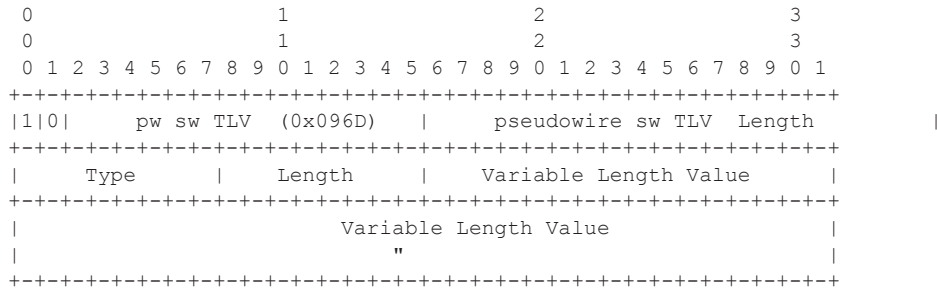 0                   1                   2                   3
 0                   1                   2                   3
 0 1 2 3 4 5 6 7 8 9 0 1 2 3 4 5 6 7 8 9 0 1 2 3 4 5 6 7 8 9 0 1
+-+-+-+-+-+-+-+-+-+-+-+-+-+-+-+-+-+-+-+-+-+-+-+-+-+-+-+-+-+-+-+-+
|1|0|     pw sw TLV  (0x096D)   |     pseudowire sw TLV  Length         |
+-+-+-+-+-+-+-+-+-+-+-+-+-+-+-+-+-+-+-+-+-+-+-+-+-+-+-+-+-+-+-+-+
|     Type      |    Length     |    Variable Length Value      |
+-+-+-+-+-+-+-+-+-+-+-+-+-+-+-+-+-+-+-+-+-+-+-+-+-+-+-+-+-+-+-+-+
|                         Variable Length Value                 |
|                             "                                 |
+-+-+-+-+-+-+-+-+-+-+-+-+-+-+-+-+-+-+-+-+-+-+-+-+-+-+-+-+-+-+-+-+